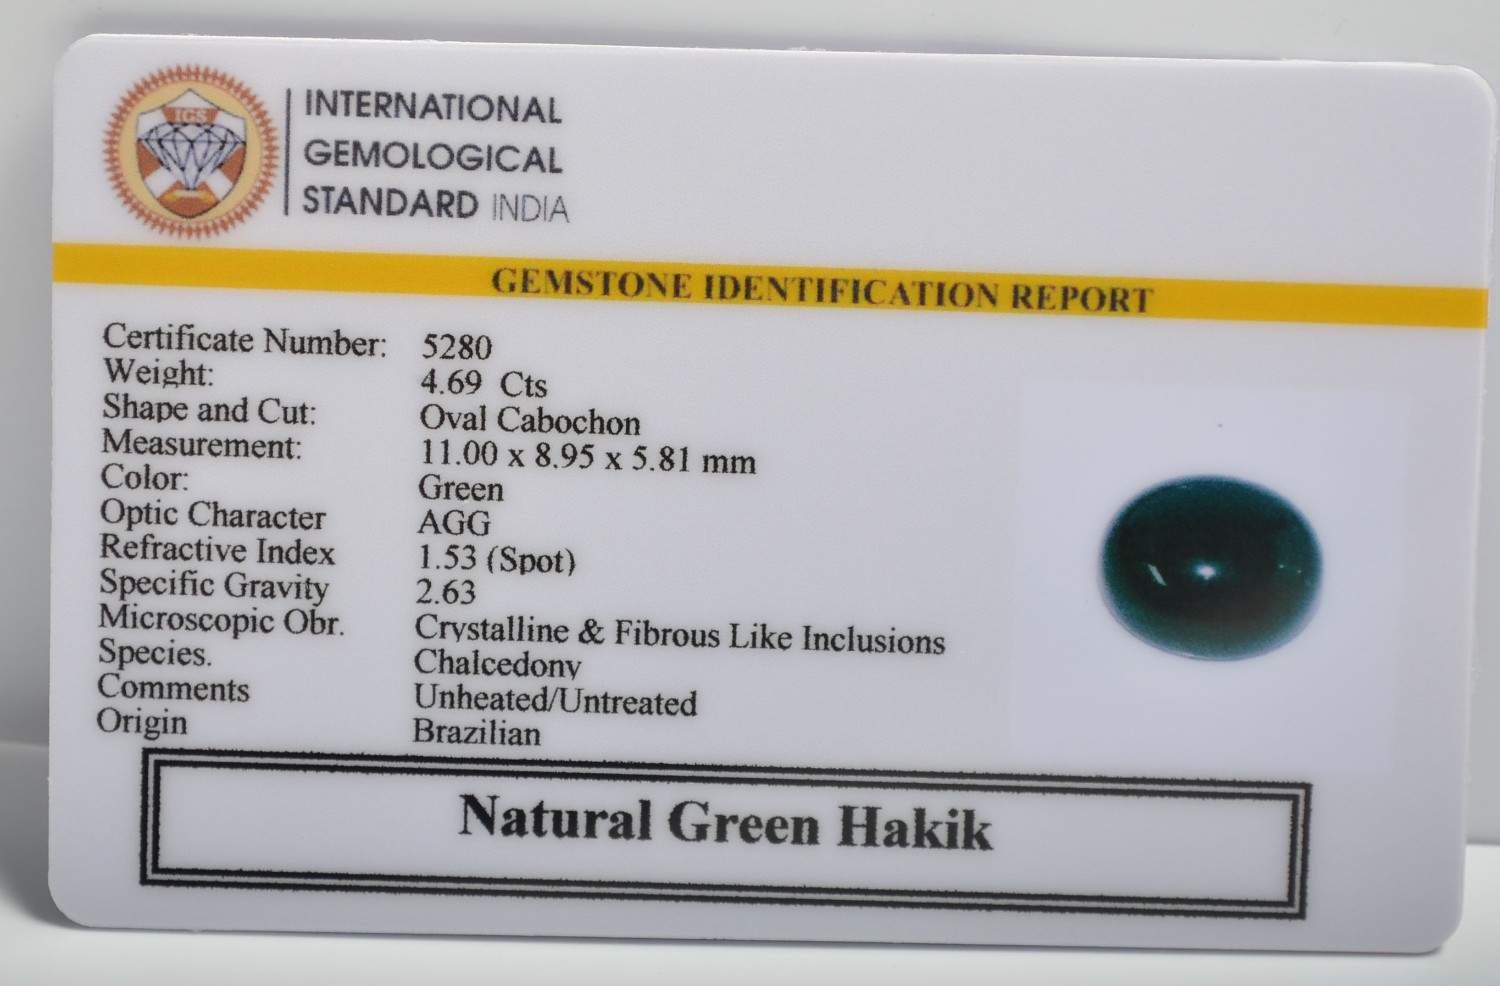 IGS
INTERNATIONAL
GEMOLOGICAL
STANDARD INDIA
GEMSTONE IDENTIFICATION REPORT
Certificate Number: 5280
Weight: 4.69 Cts
Shape and Cut: Oval Cabochon
Measurement: 11.00 x 8.95 x 5.81 mm
Color: Green
Optic Character AGG
Refractive Index 1.53 (Spot)
Specific Gravity 2.63
Microscopic Obr. Crystalline & Fibrous Like Inclusions
Species. Chalcedony
Comments Unheated/Untreated
Origin Brazilian
Natural Green Hakik